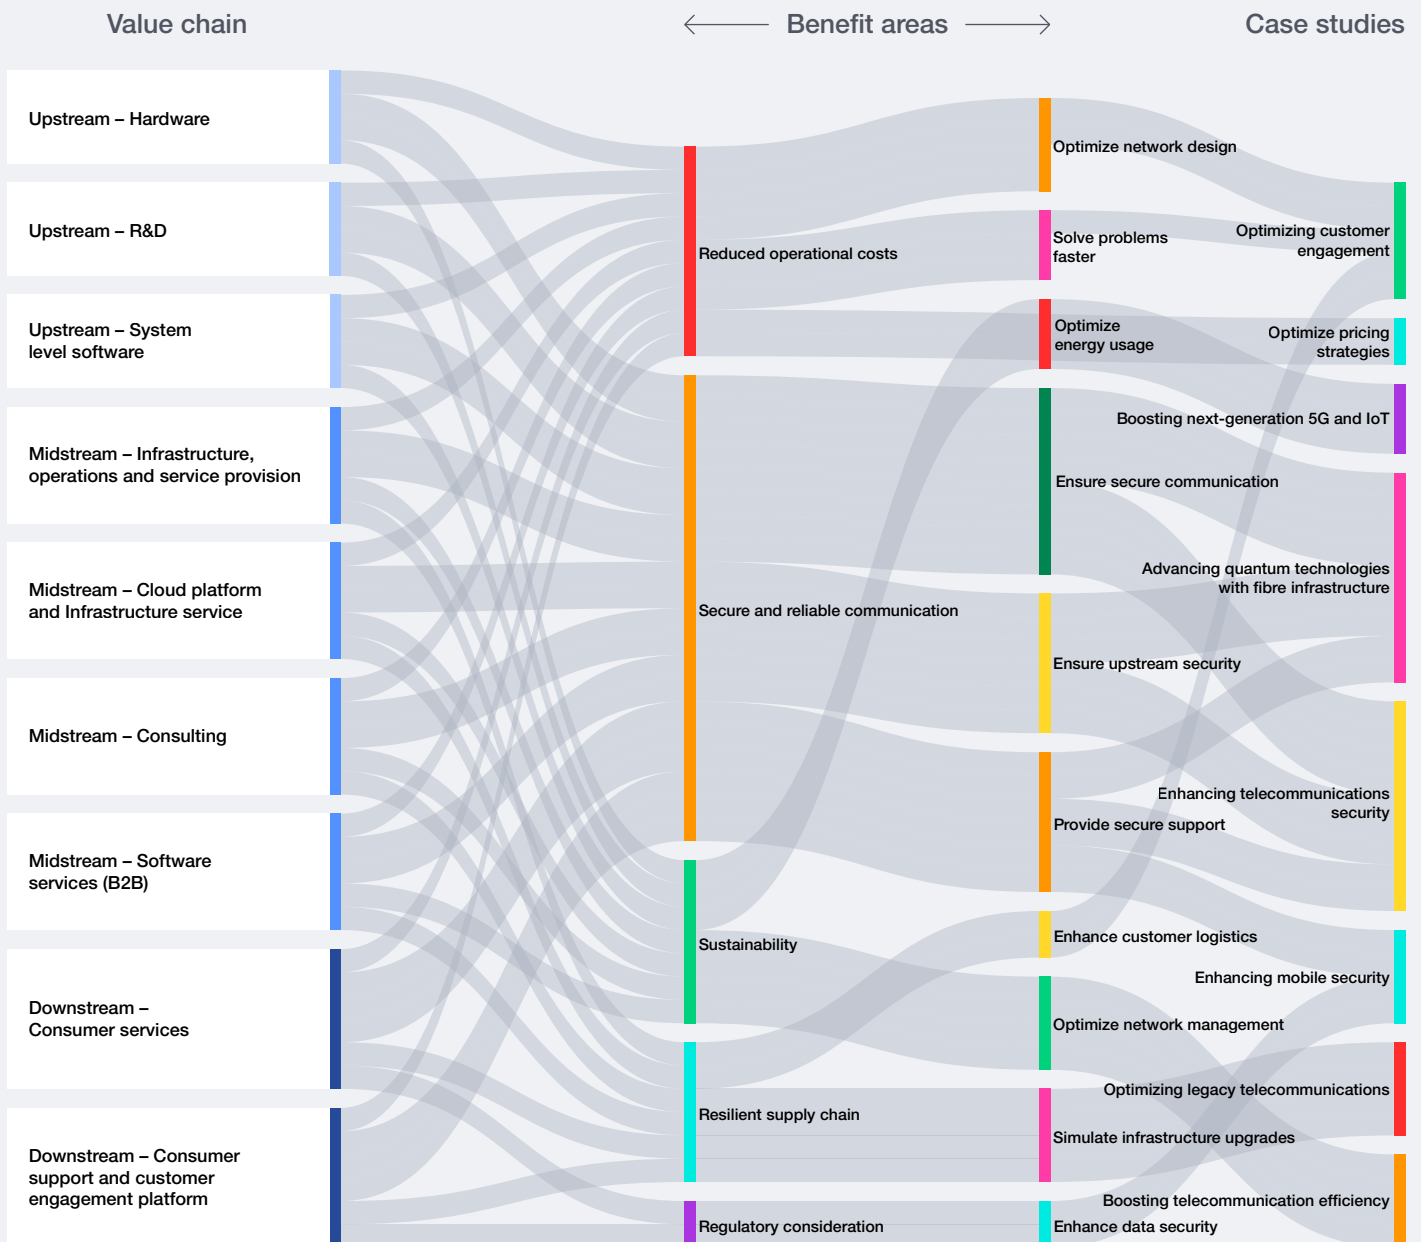 Value chain
Benefit areas
Case studies
Upstream – Hardware
Upstream – R&D
Upstream – System
level software
Midstream – Infrastructure,
operations and service provision
Midstream – Cloud platform
and Infrastructure service
Midstream – Consulting
Midstream – Software
services (B2B)
Downstream –
Consumer services
Downstream – Consumer
support and customer
engagement platform
Reduced operational costs
Secure and reliable communication
Sustainability
Resilient supply chain
Regulatory consideration
Optimize network design
Solve problems
faster
Optimize
energy usage
Ensure secure communication
Ensure upstream security
Provide secure support
Enhance customer logistics
Optimize network management
Simulate infrastructure upgrades
Enhance data security
Optimizing customer
engagement
Optimize pricing
strategies
Boosting next-generation 5G and IoT
Advancing quantum technologies
with fibre infrastructure
Enhancing telecommunications
security
Enhancing mobile security
Optimizing legacy telecommunications
Boosting telecommunication efficiency